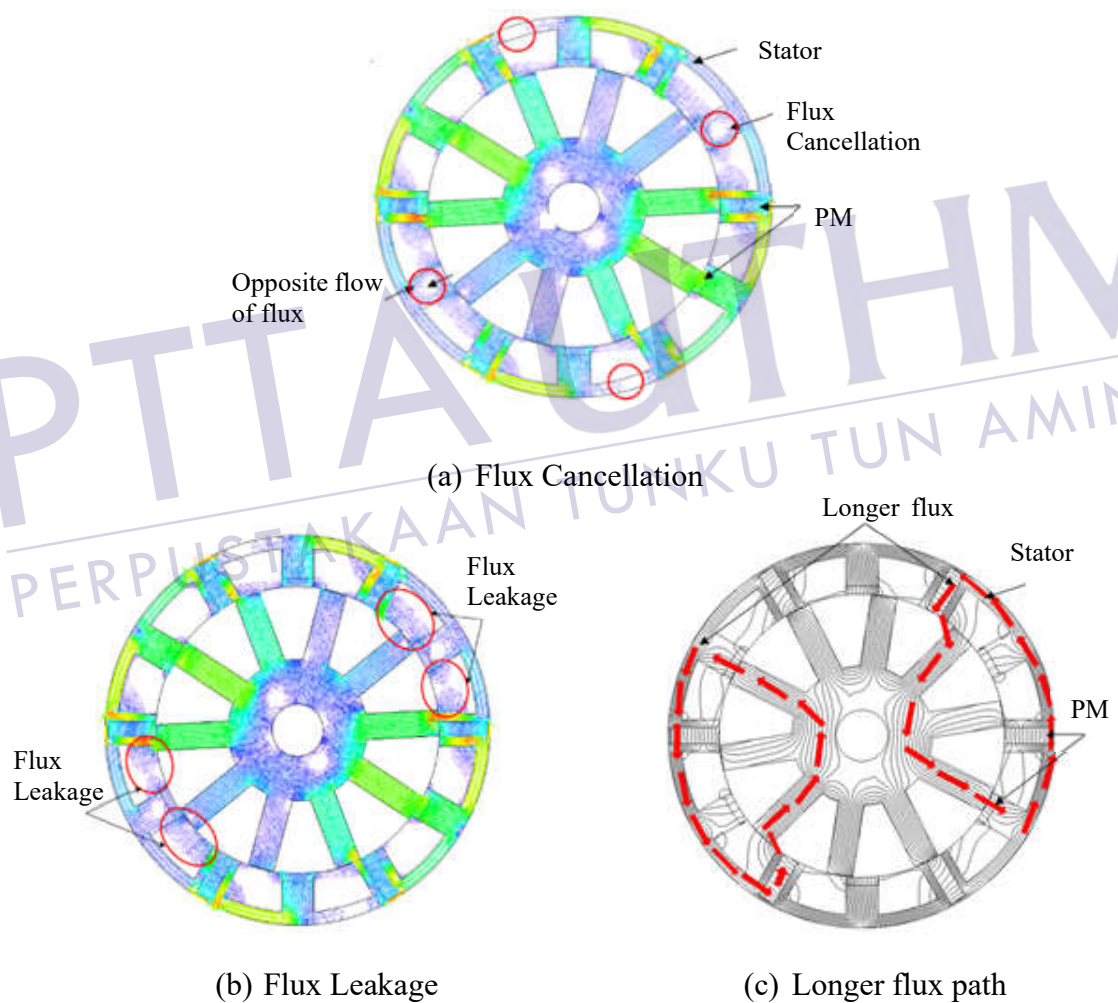 Stator
Flux
Cancellation
PM
Opposite flow
of flux
PTTA UTHM
PERPUSTAKAAN TUNKU TUN AMIN
(a) Flux Cancellation
Flux
Leakage
Flux
Leakage
(b) Flux Leakage
Longer flux
Stator
PM
(c) Longer flux path